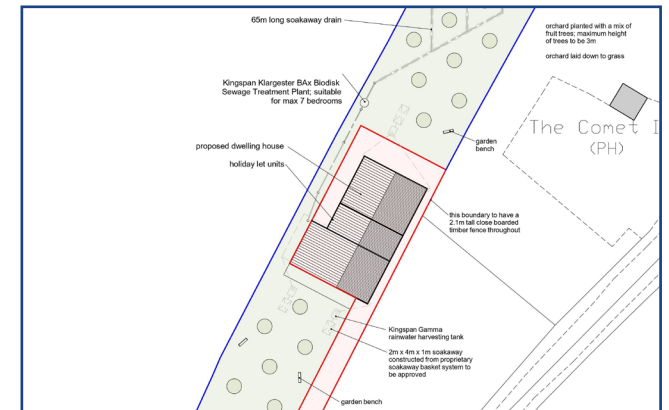 65m long soakaway drain
orchard planted with a mix of
fruit trees; maximum height
of trees to be 3m
orchard laid down to grass
Kingspan Klargester BAx Biodisk
Sewage Treatment Plant; suitable
for max 7 bedrooms
The Comet I
(PH)
garden
bench
proposed dwelling house
holiday let units
this boundary to have a
2.1m tall close boarded
timber fence throughout
Kingspan Gamma
rainwater harvesting tank
2m x 4m x 1m soakaway
constructed from proprietary
soakaway basket system to
be approved
garden bench